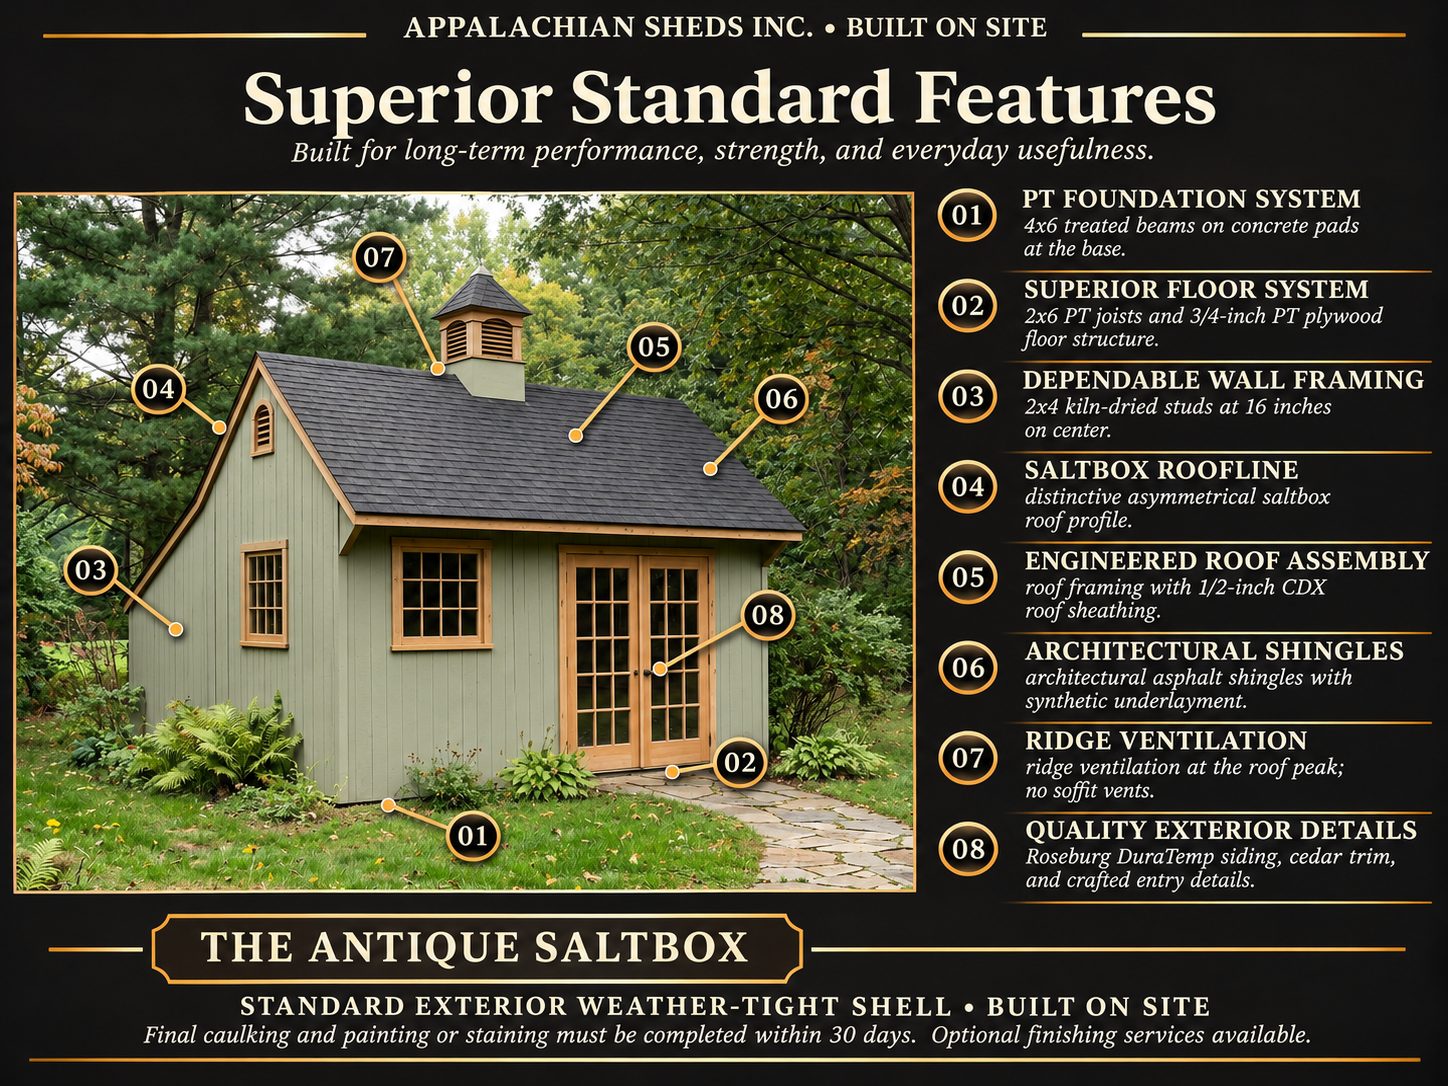 APPALACHIAN SHEDS INC. • BUILT ON SITE
Superior Standard Features
Built for long-term performance, strength, and everyday usefulness.
07
05
04
06
03
08
02
01
01 PT FOUNDATION SYSTEM
4x6 treated beams on concrete pads
at the base.
02 SUPERIOR FLOOR SYSTEM
2x6 PT joists and 3/4-inch PT plywood
floor structure.
03 DEPENDABLE WALL FRAMING
2x4 kiln-dried studs at 16 inches
on center.
04 SALTBOX ROOFLINE
distinctive asymmetrical saltbox
roof profile.
05 ENGINEERED ROOF ASSEMBLY
roof framing with 1/2-inch CDX
roof sheathing.
06 ARCHITECTURAL SHINGLES
architectural asphalt shingles with
synthetic underlayment.
07 RIDGE VENTILATION
ridge ventilation at the roof peak;
no soffit vents.
08 QUALITY EXTERIOR DETAILS
Roseburg DuraTemp siding, cedar trim,
and crafted entry details.
THE ANTIQUE SALTBOX
STANDARD EXTERIOR WEATHER-TIGHT SHELL • BUILT ON SITE
Final caulking and painting or staining must be completed within 30 days. Optional finishing services available.